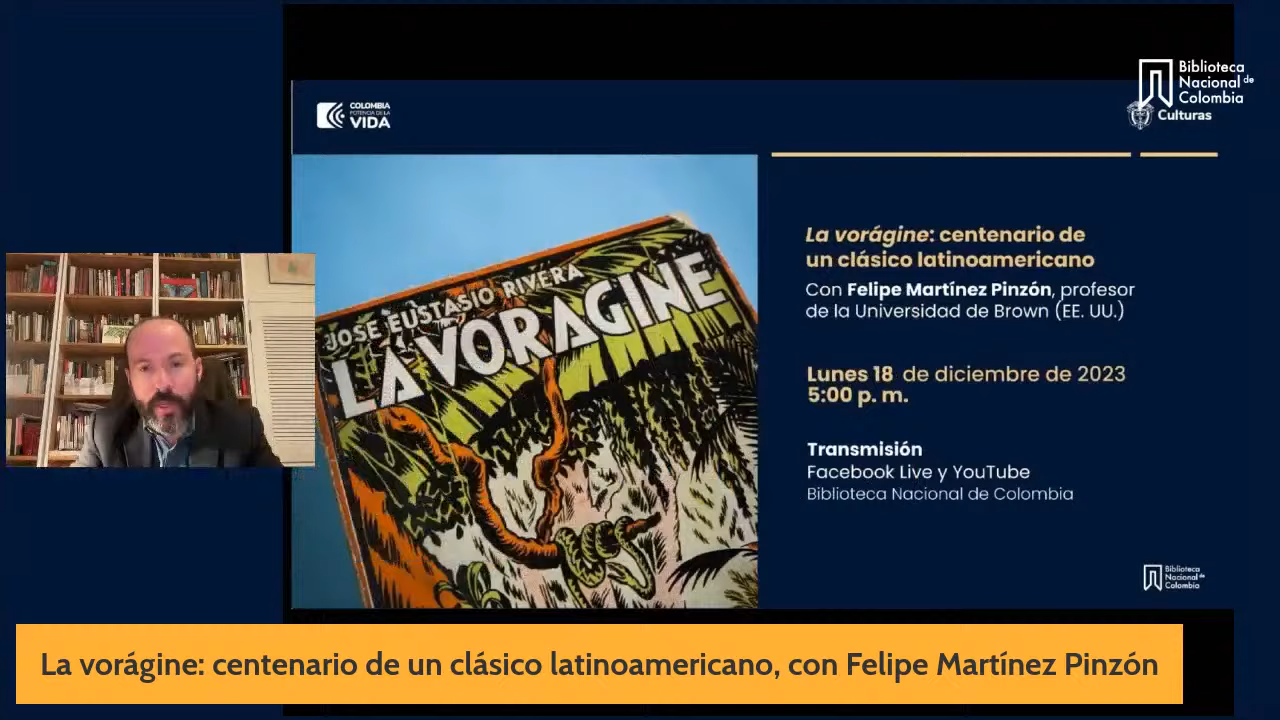 COLOMBIA
POTENCIA DE LA
VIDA
Biblioteca
Nacional de
Colombia
Culturas
JOSE EUSTASIO RIVERA
LA VORAGINE
La vorágine: centenario de
un clásico latinoamericano
Con Felipe Martínez Pinzón, profesor
de la Universidad de Brown (EE. UU.)
Lunes 18 de diciembre de 2023
5:00 p. m.
Transmisión
Facebook Live y YouTube
Biblioteca Nacional de Colombia
Biblioteca
Nacional de
Colombia
La vorágine: centenario de un clásico latinoamericano, con Felipe Martínez Pinzón